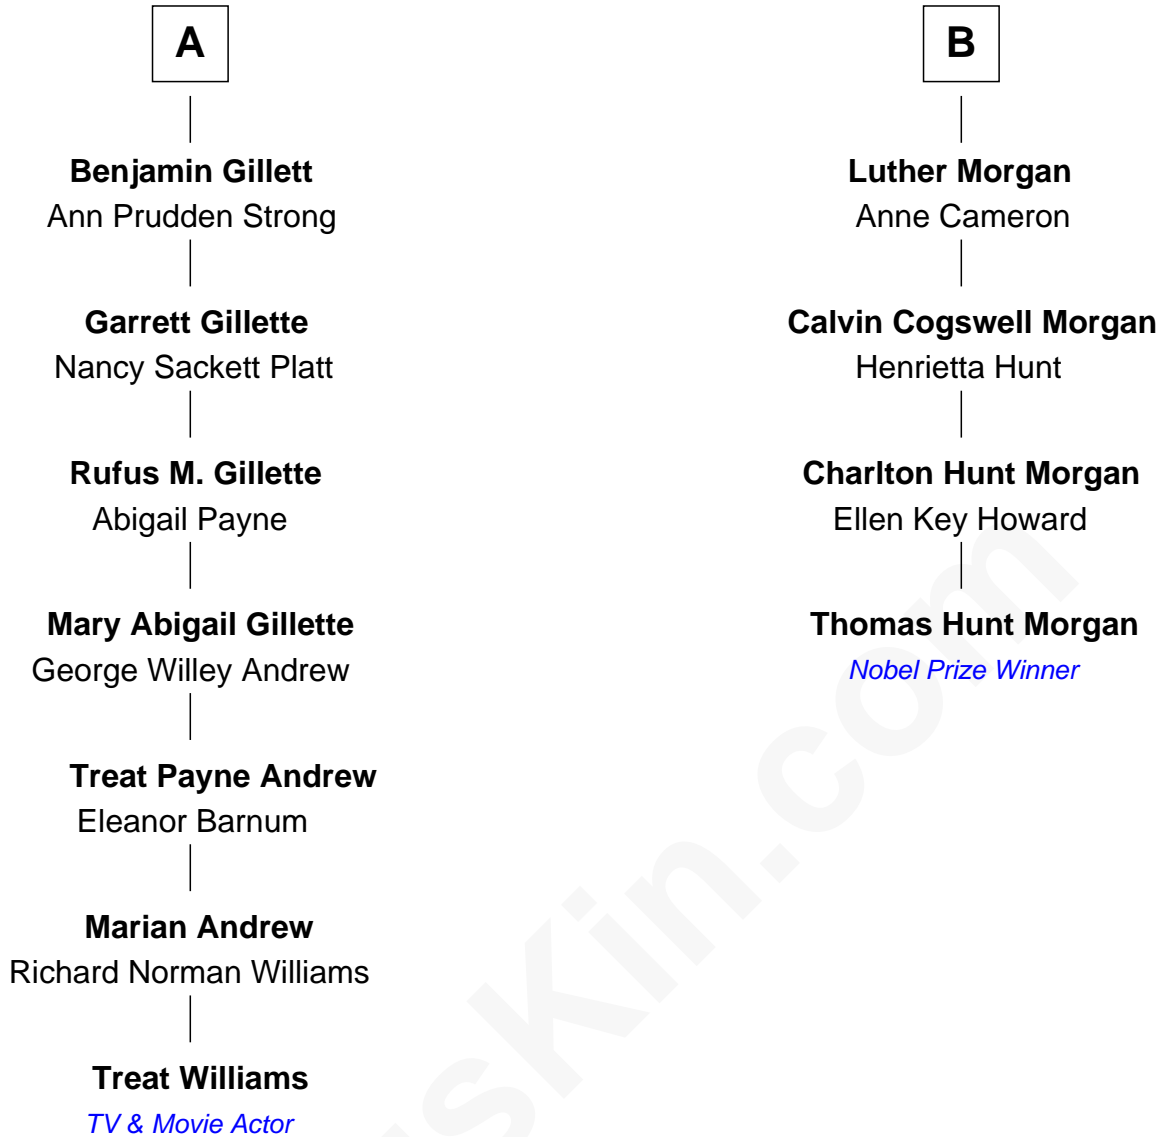 A
Benjamin Gillett
Ann Prudden Strong
Garrett Gillette
Nancy Sackett Platt
Rufus M. Gillette
Abigail Payne
Mary Abigail Gillette
George Willey Andrew
Treat Payne Andrew
Eleanor Barnum
Marian Andrew
Richard Norman Williams
Treat Williams
TV & Movie Actor
B
Luther Morgan
Anne Cameron
Calvin Cogswell Morgan
Henrietta Hunt
Charlton Hunt Morgan
Ellen Key Howard
Thomas Hunt Morgan
Nobel Prize Winner
sKin.com